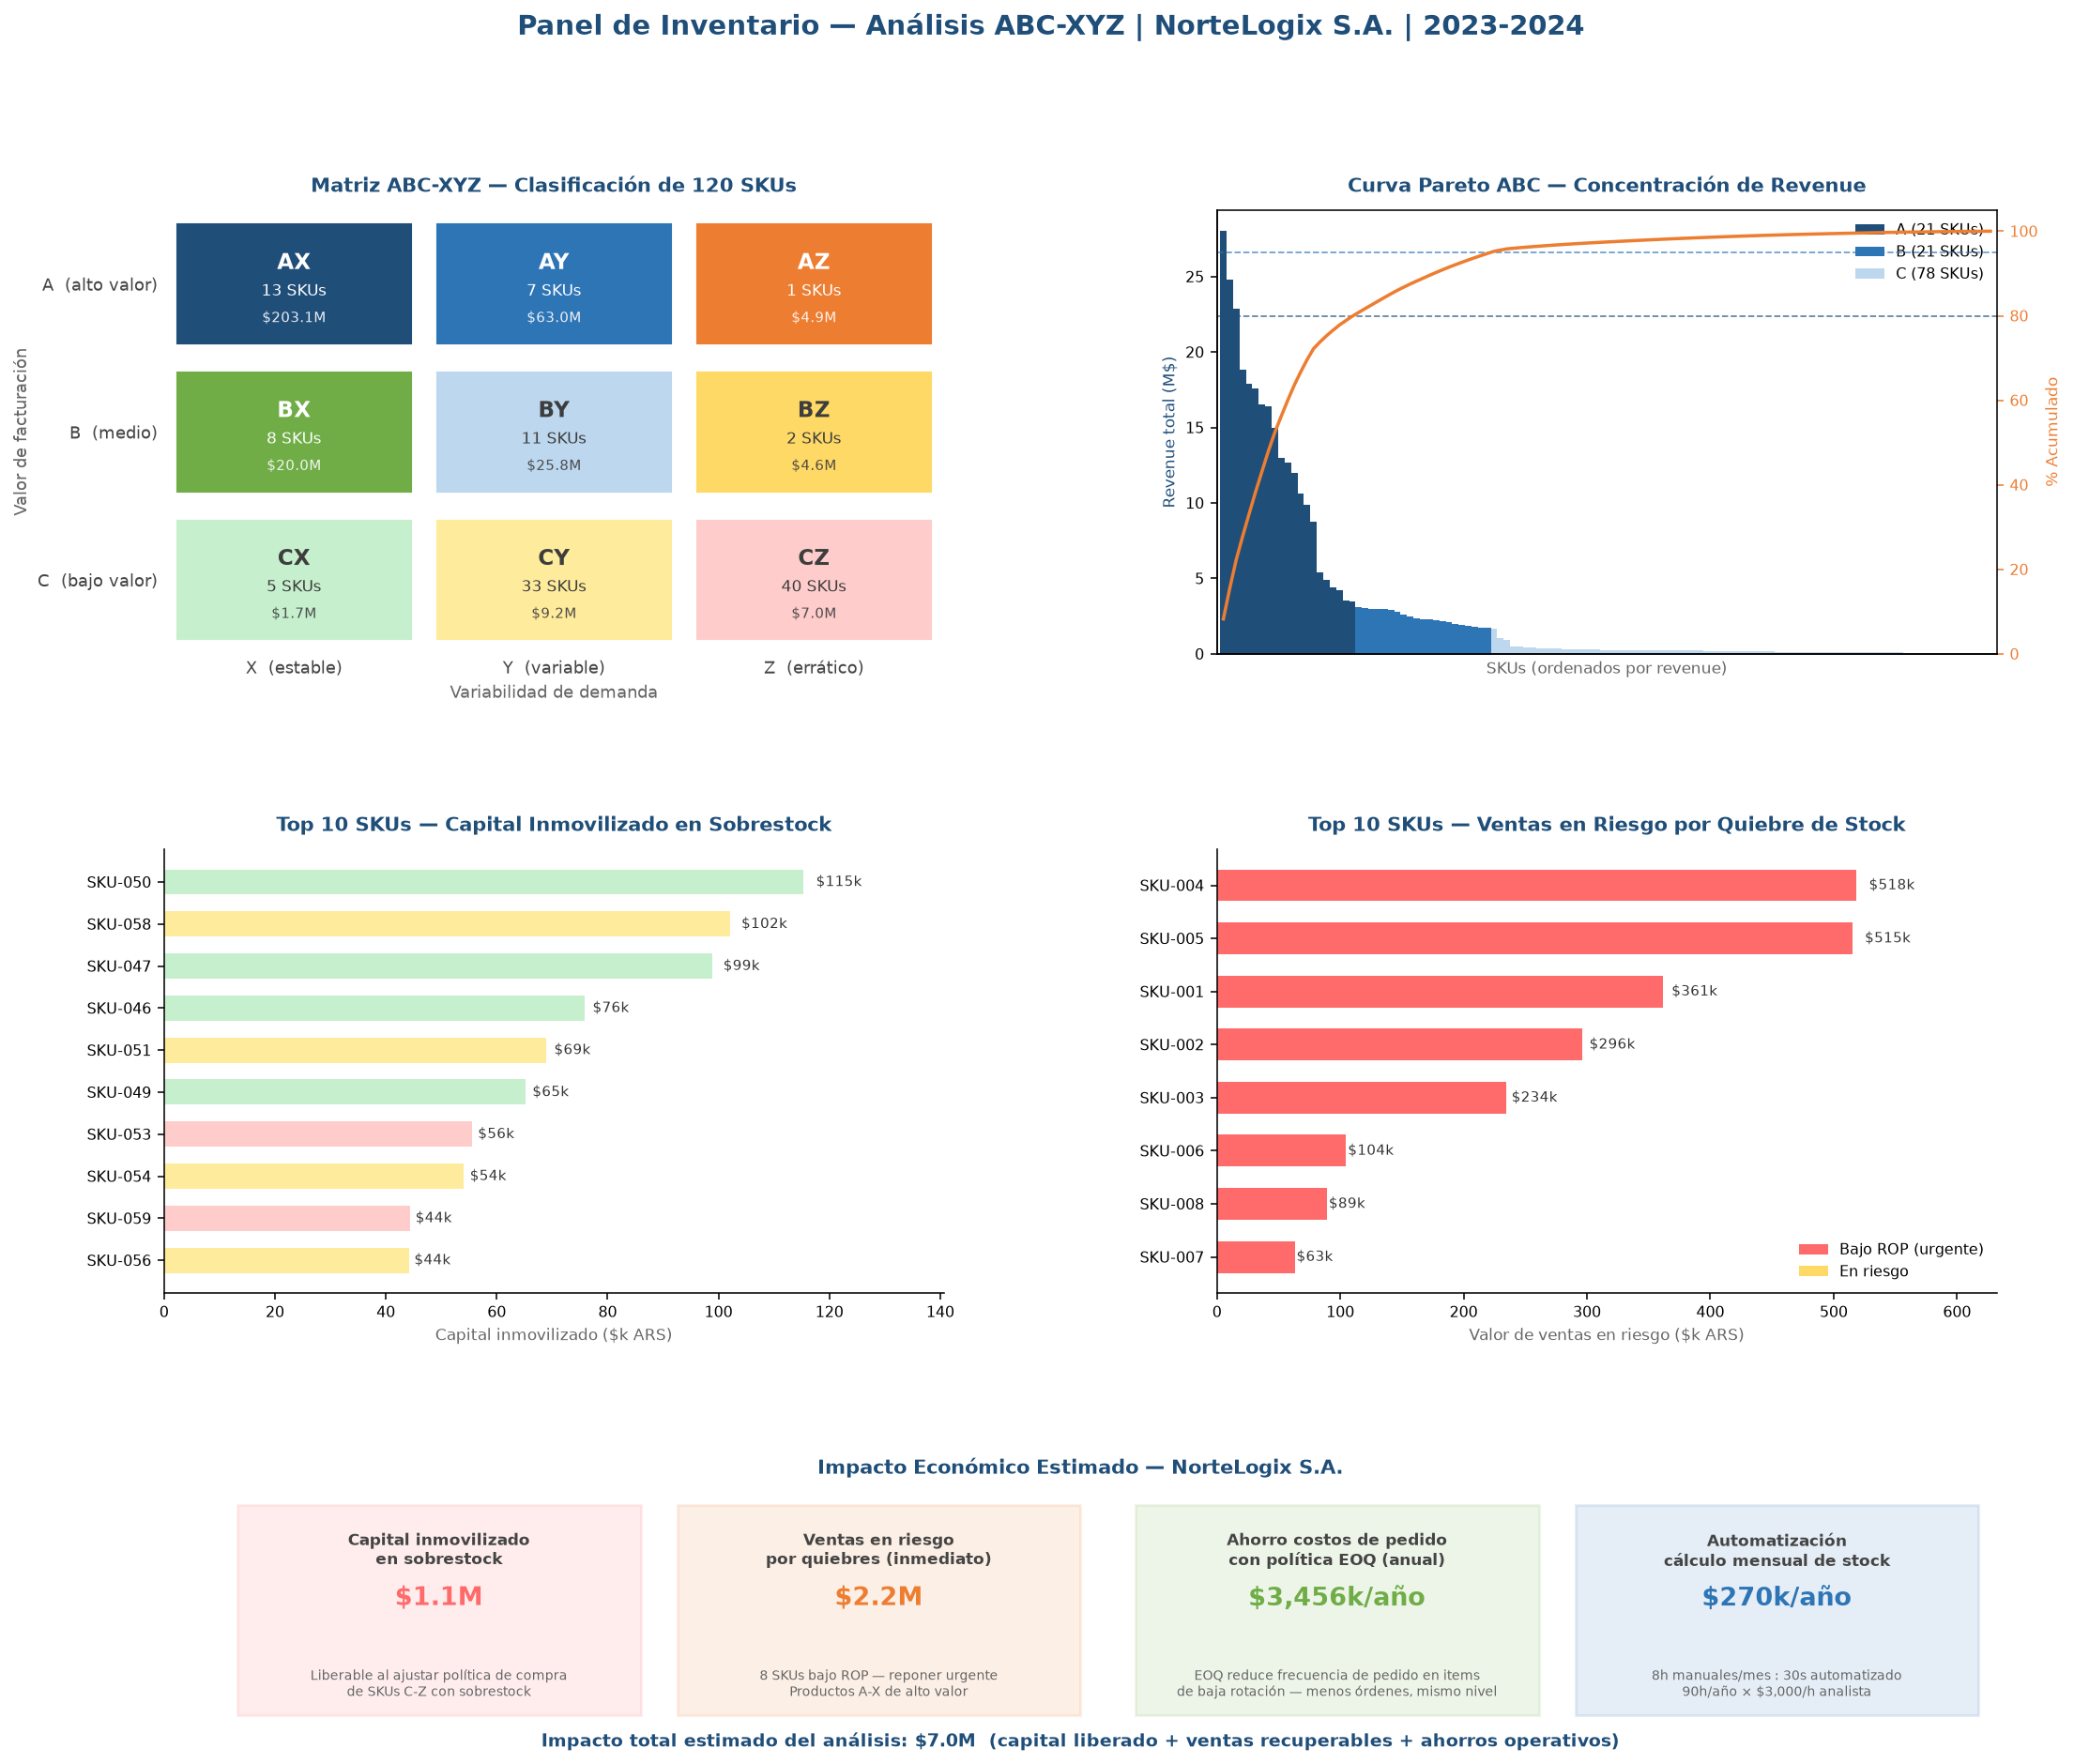 Panel de Inventario — Análisis ABC-XYZ | NorteLogix S.A. | 2023-2024
Matriz ABC-XYZ — Clasificación de 120 SKUs
Valor de facturación
A (alto valor)
AX
13 SKUs
$203.1M
AY
7 SKUs
$63.0M
AZ
1 SKUs
$4.9M
B (medio)
BX
8 SKUs
$20.0M
BY
11 SKUs
$25.8M
BZ
2 SKUs
$4.6M
C (bajo valor)
CX
5 SKUs
$1.7M
CY
33 SKUs
$9.2M
CZ
40 SKUs
$7.0M
X (estable)
Y (variable)
Z (errático)
Variabilidad de demanda
Curva Pareto ABC — Concentración de Revenue
Revenue total (M$)
25
20
15
10
5
0
A (21 SKUs)
B (21 SKUs)
C (78 SKUs)
100
80
60
40
20
0
% Acumulado
SKUs (ordenados por revenue)
Top 10 SKUs — Capital Inmovilizado en Sobrestock
SKU-050 $115k
SKU-058 $102k
SKU-047 $99k
SKU-046 $76k
SKU-051 $69k
SKU-049 $65k
SKU-053 $56k
SKU-054 $54k
SKU-059 $44k
SKU-056 $44k
0 20 40 60 80 100 120 140
Capital inmovilizado ($k ARS)
Top 10 SKUs — Ventas en Riesgo por Quiebre de Stock
SKU-004 $518k
SKU-005 $515k
SKU-001 $361k
SKU-002 $296k
SKU-003 $234k
SKU-006 $104k
SKU-008 $89k
SKU-007 $63k
Bajo ROP (urgente)
En riesgo
0 100 200 300 400 500 600
Valor de ventas en riesgo ($k ARS)
Impacto Económico Estimado — NorteLogix S.A.
Capital inmovilizado
en sobrestock
$1.1M
Liberable al ajustar política de compra
de SKUs C-Z con sobrestock
Ventas en riesgo
por quiebres (inmediato)
$2.2M
8 SKUs bajo ROP — reponer urgente
Productos A-X de alto valor
Ahorro costos de pedido
con política EOQ (anual)
$3,456k/año
EOQ reduce frecuencia de pedido en items
de baja rotación — menos órdenes, mismo nivel
Automatización
cálculo mensual de stock
$270k/año
8h manuales/mes : 30s automatizado
90h/año × $3,000/h analista
Impacto total estimado del análisis: $7.0M (capital liberado + ventas recuperables + ahorros operativos)